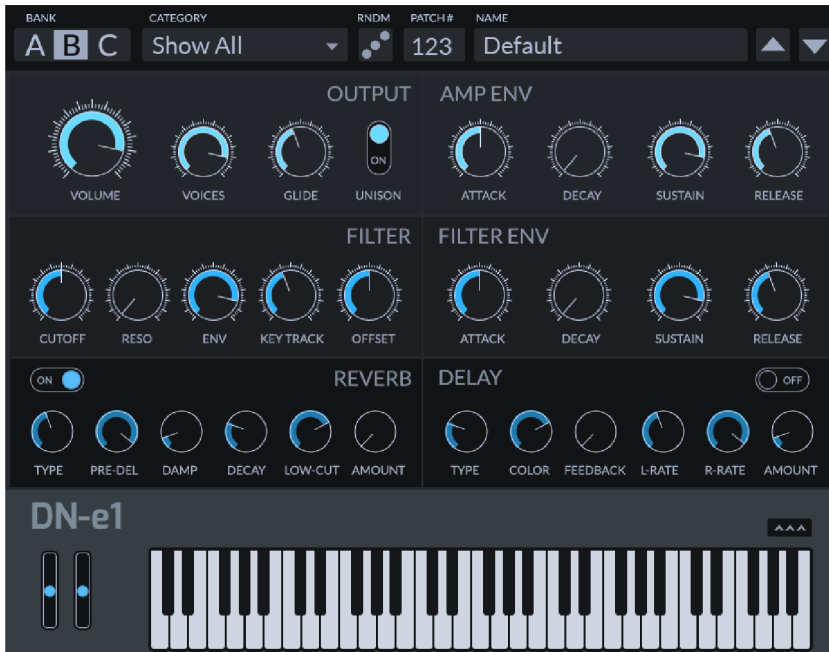 BANK CATEGORY RNDM PATCH # NAME
A B C Show All 123 Default
OUTPUT
ON
VOLUME VOICES GLIDE UNISON
AMP ENV
ATTACK DECAY SUSTAIN RELEASE
FILTER
CUTOFF RESO ENV KEY TRACK OFFSET
FILTER ENV
ATTACK DECAY SUSTAIN RELEASE
ON REVERB
TYPE PRE-DEL DAMP DECAY LOW-CUT AMOUNT
DELAY OFF
TYPE COLOR FEEDBACK L-RATE R-RATE AMOUNT
DN-e1